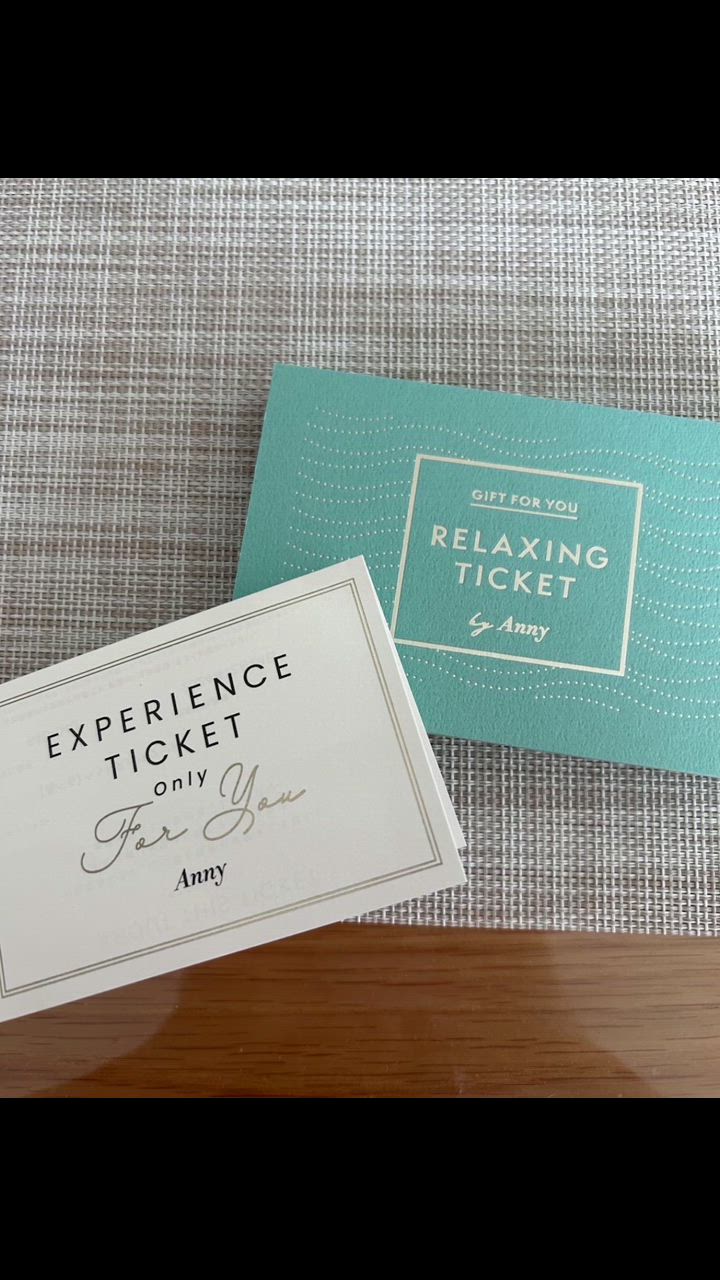 GIFT FOR YOU
RELAXING
TICKET
by Anny
EXPERIENCE
TICKET
only
For You
Anny